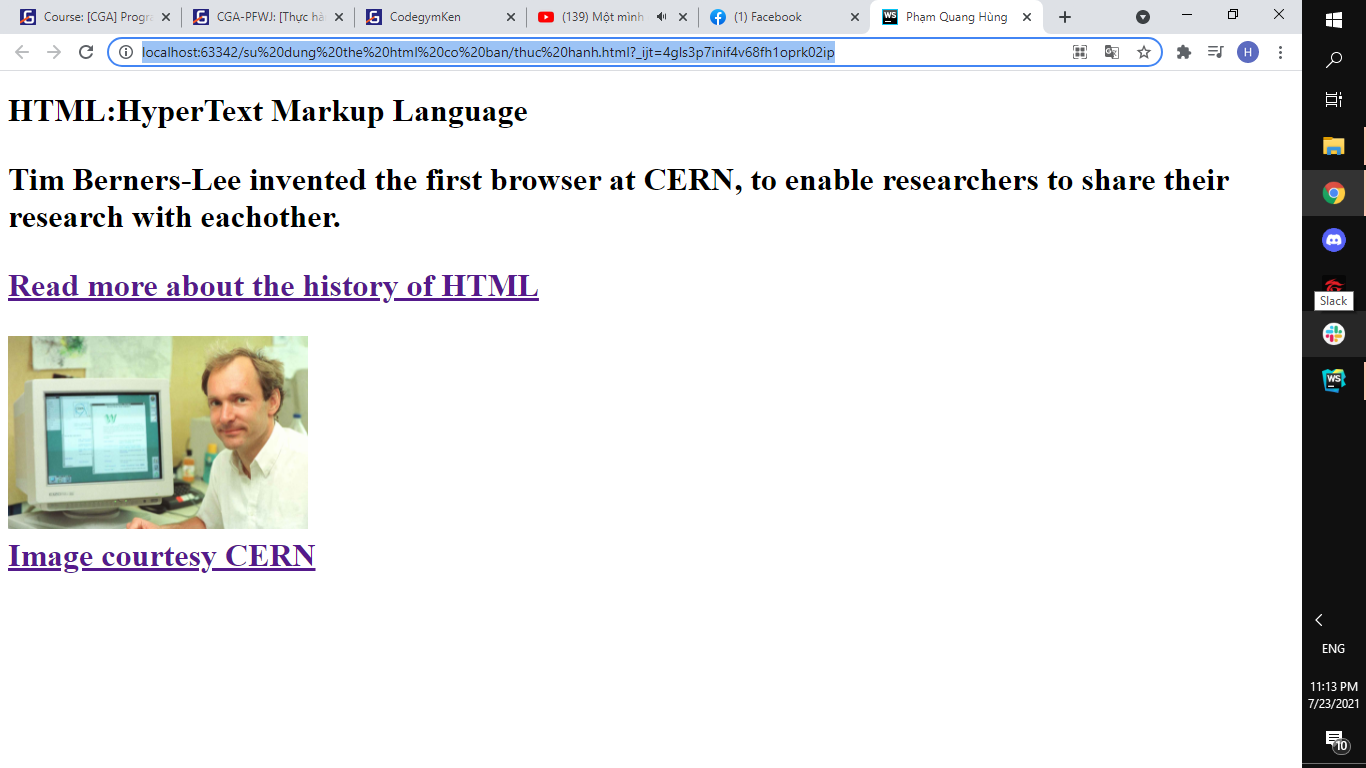 Course: [CGA] Progra
CGA-PFWJ: [Thực hà
CodegymKen
(139) Một mình
(1) Facebook
WS
Phạm Quang Hùng
localhost:63342/su%20dung%20the%20html%20co%20ban/thuc%20hanh.html?_ijt=4gls3p7inif4v68fh1oprk02ip
H
HTML:HyperText Markup Language
Tim Berners-Lee invented the first browser at CERN, to enable researchers to share their
research with eachother.
Read more about the history of HTML
Image courtesy CERN
Slack
WS
ENG
11:13 PM
7/23/2021
10